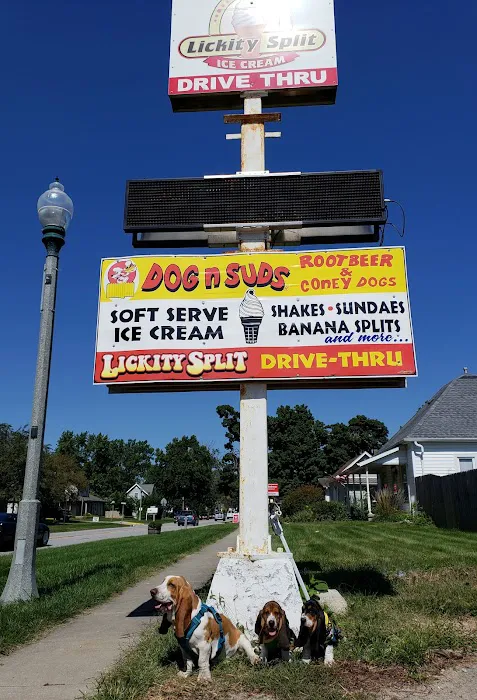 Lickity Split
ICE CREAM
DRIVE THRU
DOG n SUDS
ROOTBEER
&
CONEY DOGS
SOFT SERVE
ICE CREAM
SHAKES • SUNDAES
BANANA SPLITS
and more...
LICKITY SPLIT
DRIVE-THRU